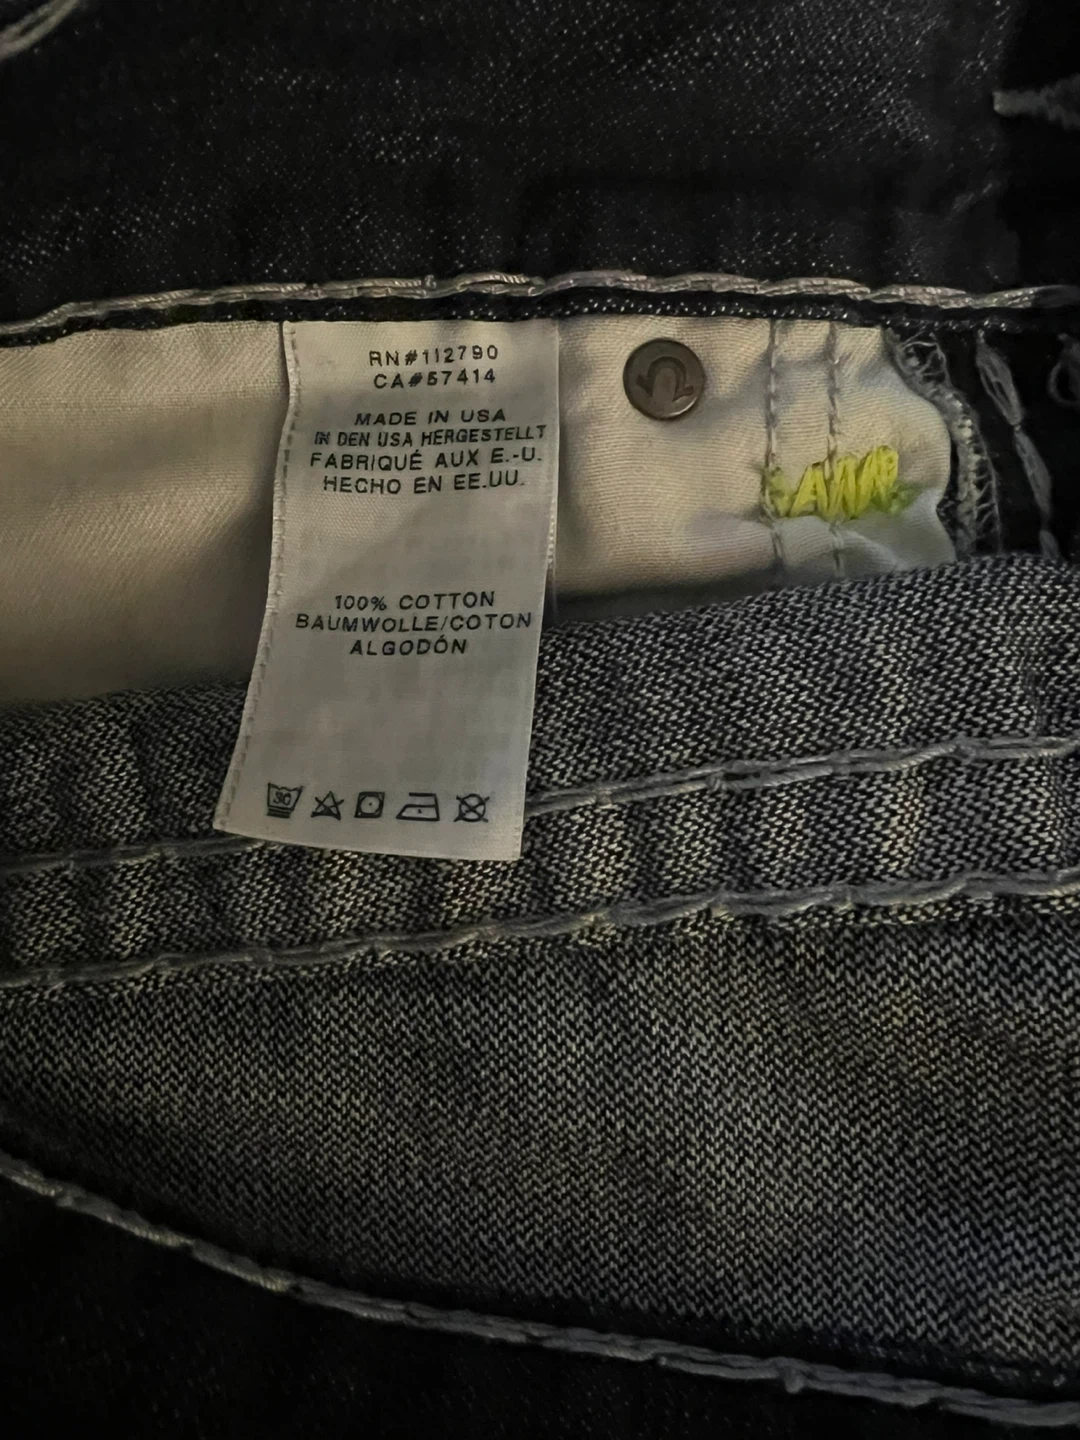 RN#112790
CA#57414
MADE IN USA
IN DEN USA HERGESTELLT
FABRIQUÉ AUX E.-U.
HECHO EN EE.UU.
100% COTTON
BAUMWOLLE/COTON
ALGODÓN
30